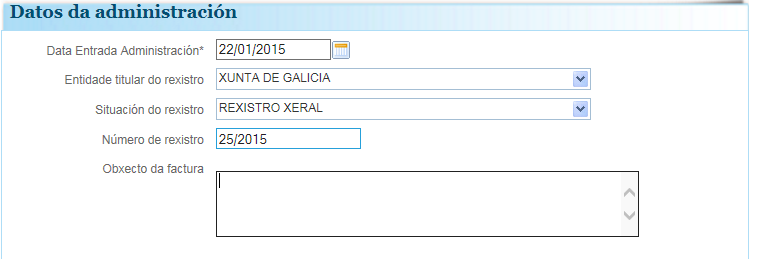 Datos da administración
Data Entrada Administración* 22/01/2015
Entidade titular do rexistro XUNTA DE GALICIA
Situación do rexistro REXISTRO XERAL
Número de rexistro 25/2015
Obxecto da factura